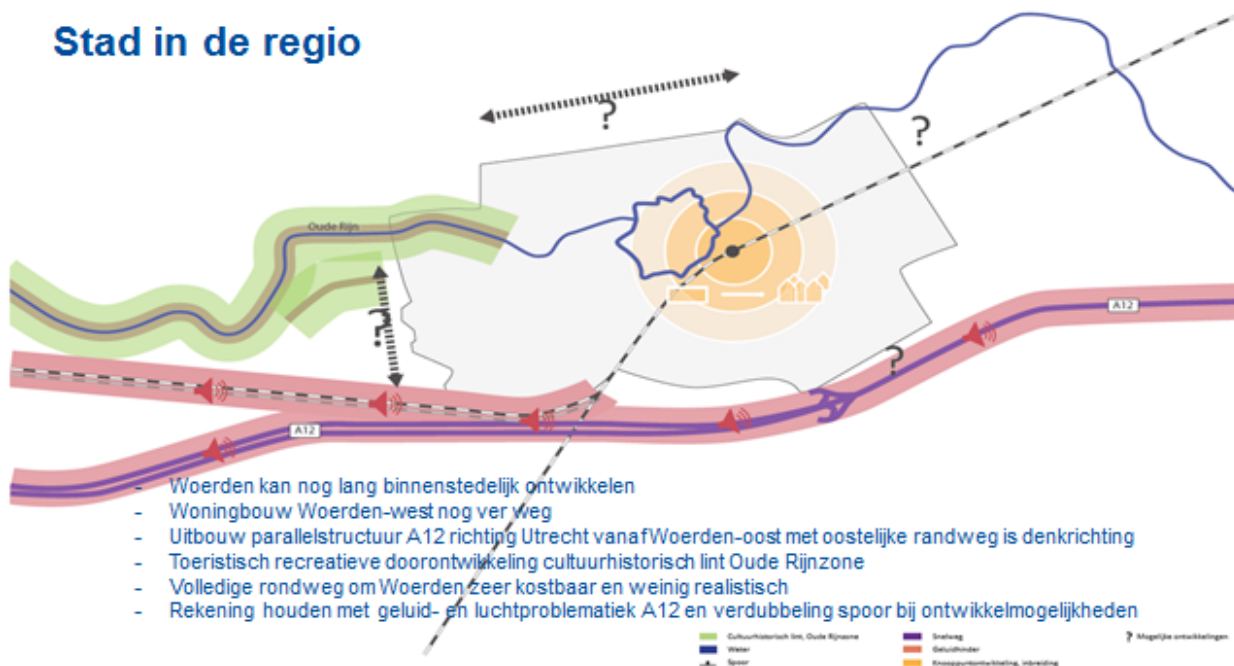 Stad in de regio
?
?
Oude Rijn
?
?
A12
A12
- Woerden kan nog lang binnenstedelijk ontwikkelen
- Woningbouw Woerden-west nog ver weg
- Uitbouw parallelstructuur A12 richting Utrecht vanaf Woerden-oost met oostelijke randweg is denkrichting
- Toeristisch recreatieve doorontwikkeling cultuurhistorisch lint Oude Rijnzone
- Volledige rondweg om Woerden zeer kostbaar en weinig realistisch
- Rekening houden met geluid- en luchtproblematiek A12 en verdubbeling spoor bij ontwikkelmogelijkheden
Cultuurhistorisch lint, Oude Rijnzone
Snelweg
? Mogelijke ontwikkelingen
Water
Geluidhinder
Spoor
Knooppuntontwikkeling, inbreiding